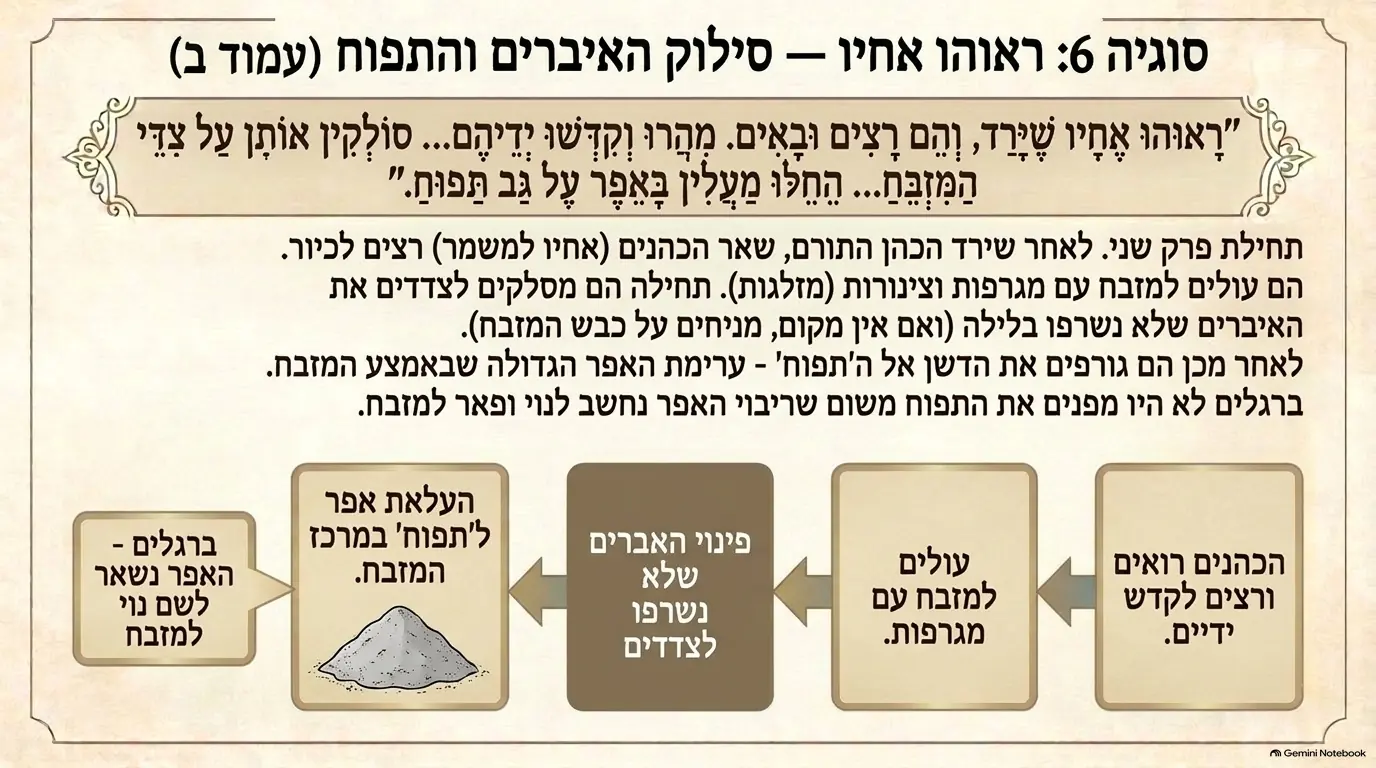 סוגיה 6: ראוהו אחיו — סילוק האיברים והתפוח (עמוד ב)
"רָאוּהוּ אֶחָיו שֶׁיָּרַד, וְהֵם רָצִים וּבָאִים. מִהֲרוּ וְקִדְּשׁוּ יְדֵיהֶם... סוֹלְקִין אוֹתָן עַל צִדֵּי
הַמִּזְבֵּחַ... הֵחֵלּוּ מַעֲלִין בָּאֵפֶר עֶל גַּב תַּפוּחַ."
תחילת פרק שני. לאחר שירד הכהן התורם, שאר הכהנים (אחיו למשמר) רצים לכיור.
הם עולים למזבח עם מגרפות וצינורות (מזלגות). תחילה הם מסלקים לצדדים את
האיברים שלא נשרפו בלילה (ואם אין מקום, מניחים על כבש המזבח).
לאחר מכן הם גורפים את הדשן אל ה'תפוח' - ערימת האפר הגדולה שבאמצע המזבח.
ברגלים לא היו מפנים את התפוח משום שריבוי האפר נחשב לנוי ופאר למזבח.
הכהנים רואים
ורצים לקדש
ידיים.
עולים
למזבח עם
מגרפות.
פינוי האברים
שלא
נשרפו
לצדדים
העלאת אפר
ל'תפוח' במרכז
המזבח.
ברגלים -
האפר נשאר
לשם נוי
למזבח
Gemini Notebook